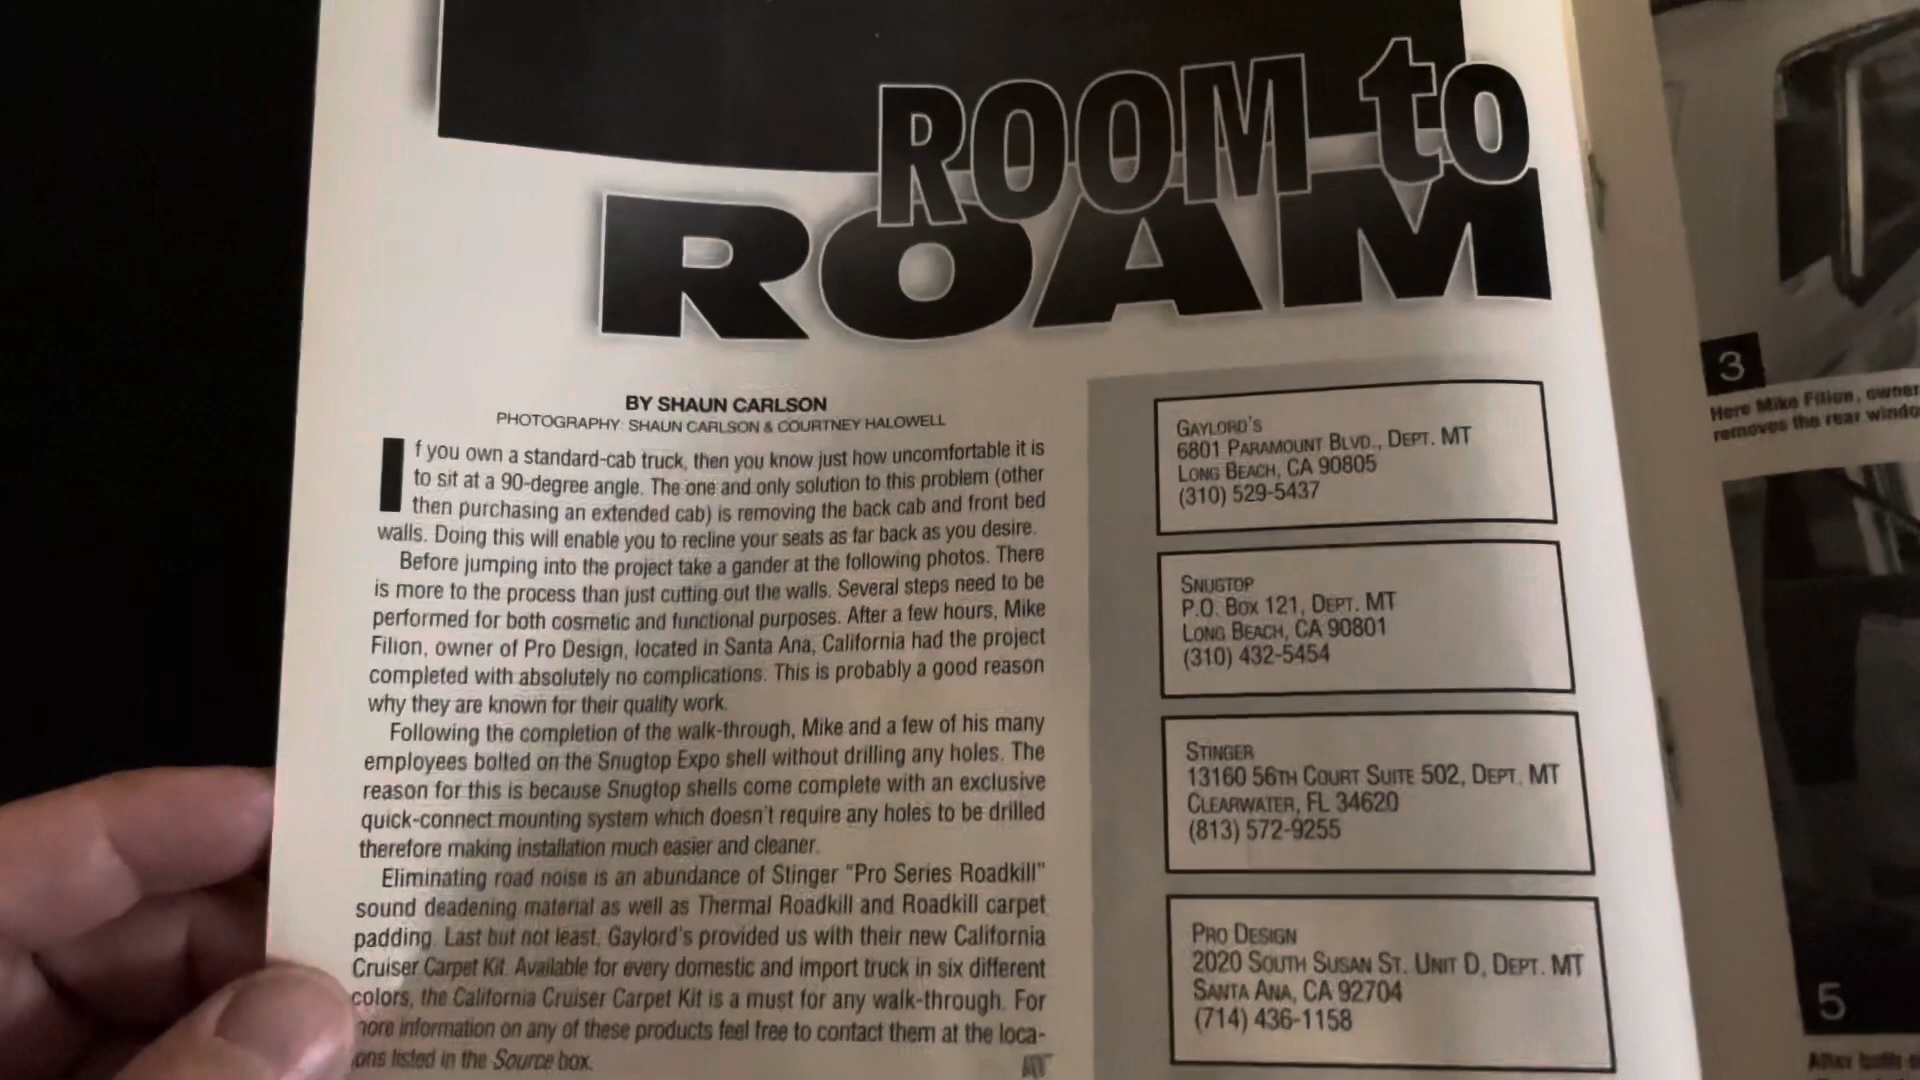 ROOM to
ROAM
BY SHAUN CARLSON
PHOTOGRAPHY: SHAUN CARLSON & COURTNEY HALOWELL
If you own a standard-cab truck, then you know just how uncomfortable it is
to sit at a 90-degree angle. The one and only solution to this problem (other
then purchasing an extended cab) is removing the back cab and front bed
walls. Doing this will enable you to recline your seats as far back as you desire.
Before jumping into the project take a gander at the following photos. There
is more to the process than just cutting out the walls. Several steps need to be
performed for both cosmetic and functional purposes. After a few hours, Mike
Filion, owner of Pro Design, located in Santa Ana, California had the project
completed with absolutely no complications. This is probably a good reason
why they are known for their quality work.
Following the completion of the walk-through, Mike and a few of his many
employees bolted on the Snugtop Expo shell without drilling any holes. The
reason for this is because Snugtop shells come complete with an exclusive
quick-connect mounting system which doesn't require any holes to be drilled
therefore making installation much easier and cleaner.
Eliminating road noise is an abundance of Stinger "Pro Series Roadkill"
sound deadening material as well as Thermal Roadkill and Roadkill carpet
padding. Last but not least, Gaylord's provided us with their new California
Cruiser Carpet Kit. Available for every domestic and import truck in six different
colors, the California Cruiser Carpet Kit is a must for any walk-through. For
more information on any of these products feel free to contact them at the loca-
ons listed in the Source box.
GAYLORD'S
6801 PARAMOUNT BLVD., DEPT. MT
LONG BEACH, CA 90805
(310) 529-5437
SNUGTOP
P.O. BOX 121, DEPT. MT
LONG BEACH, CA 90801
(310) 432-5454
STINGER
13160 56TH COURT SUITE 502, DEPT. MT
CLEARWATER, FL 34620
(813) 572-9255
PRO DESIGN
2020 SOUTH SUSAN ST. UNIT D, DEPT. MT
SANTA ANA, CA 92704
(714) 436-1158
3
Here Mike Filion, owner
removes the rear windo
5
After both